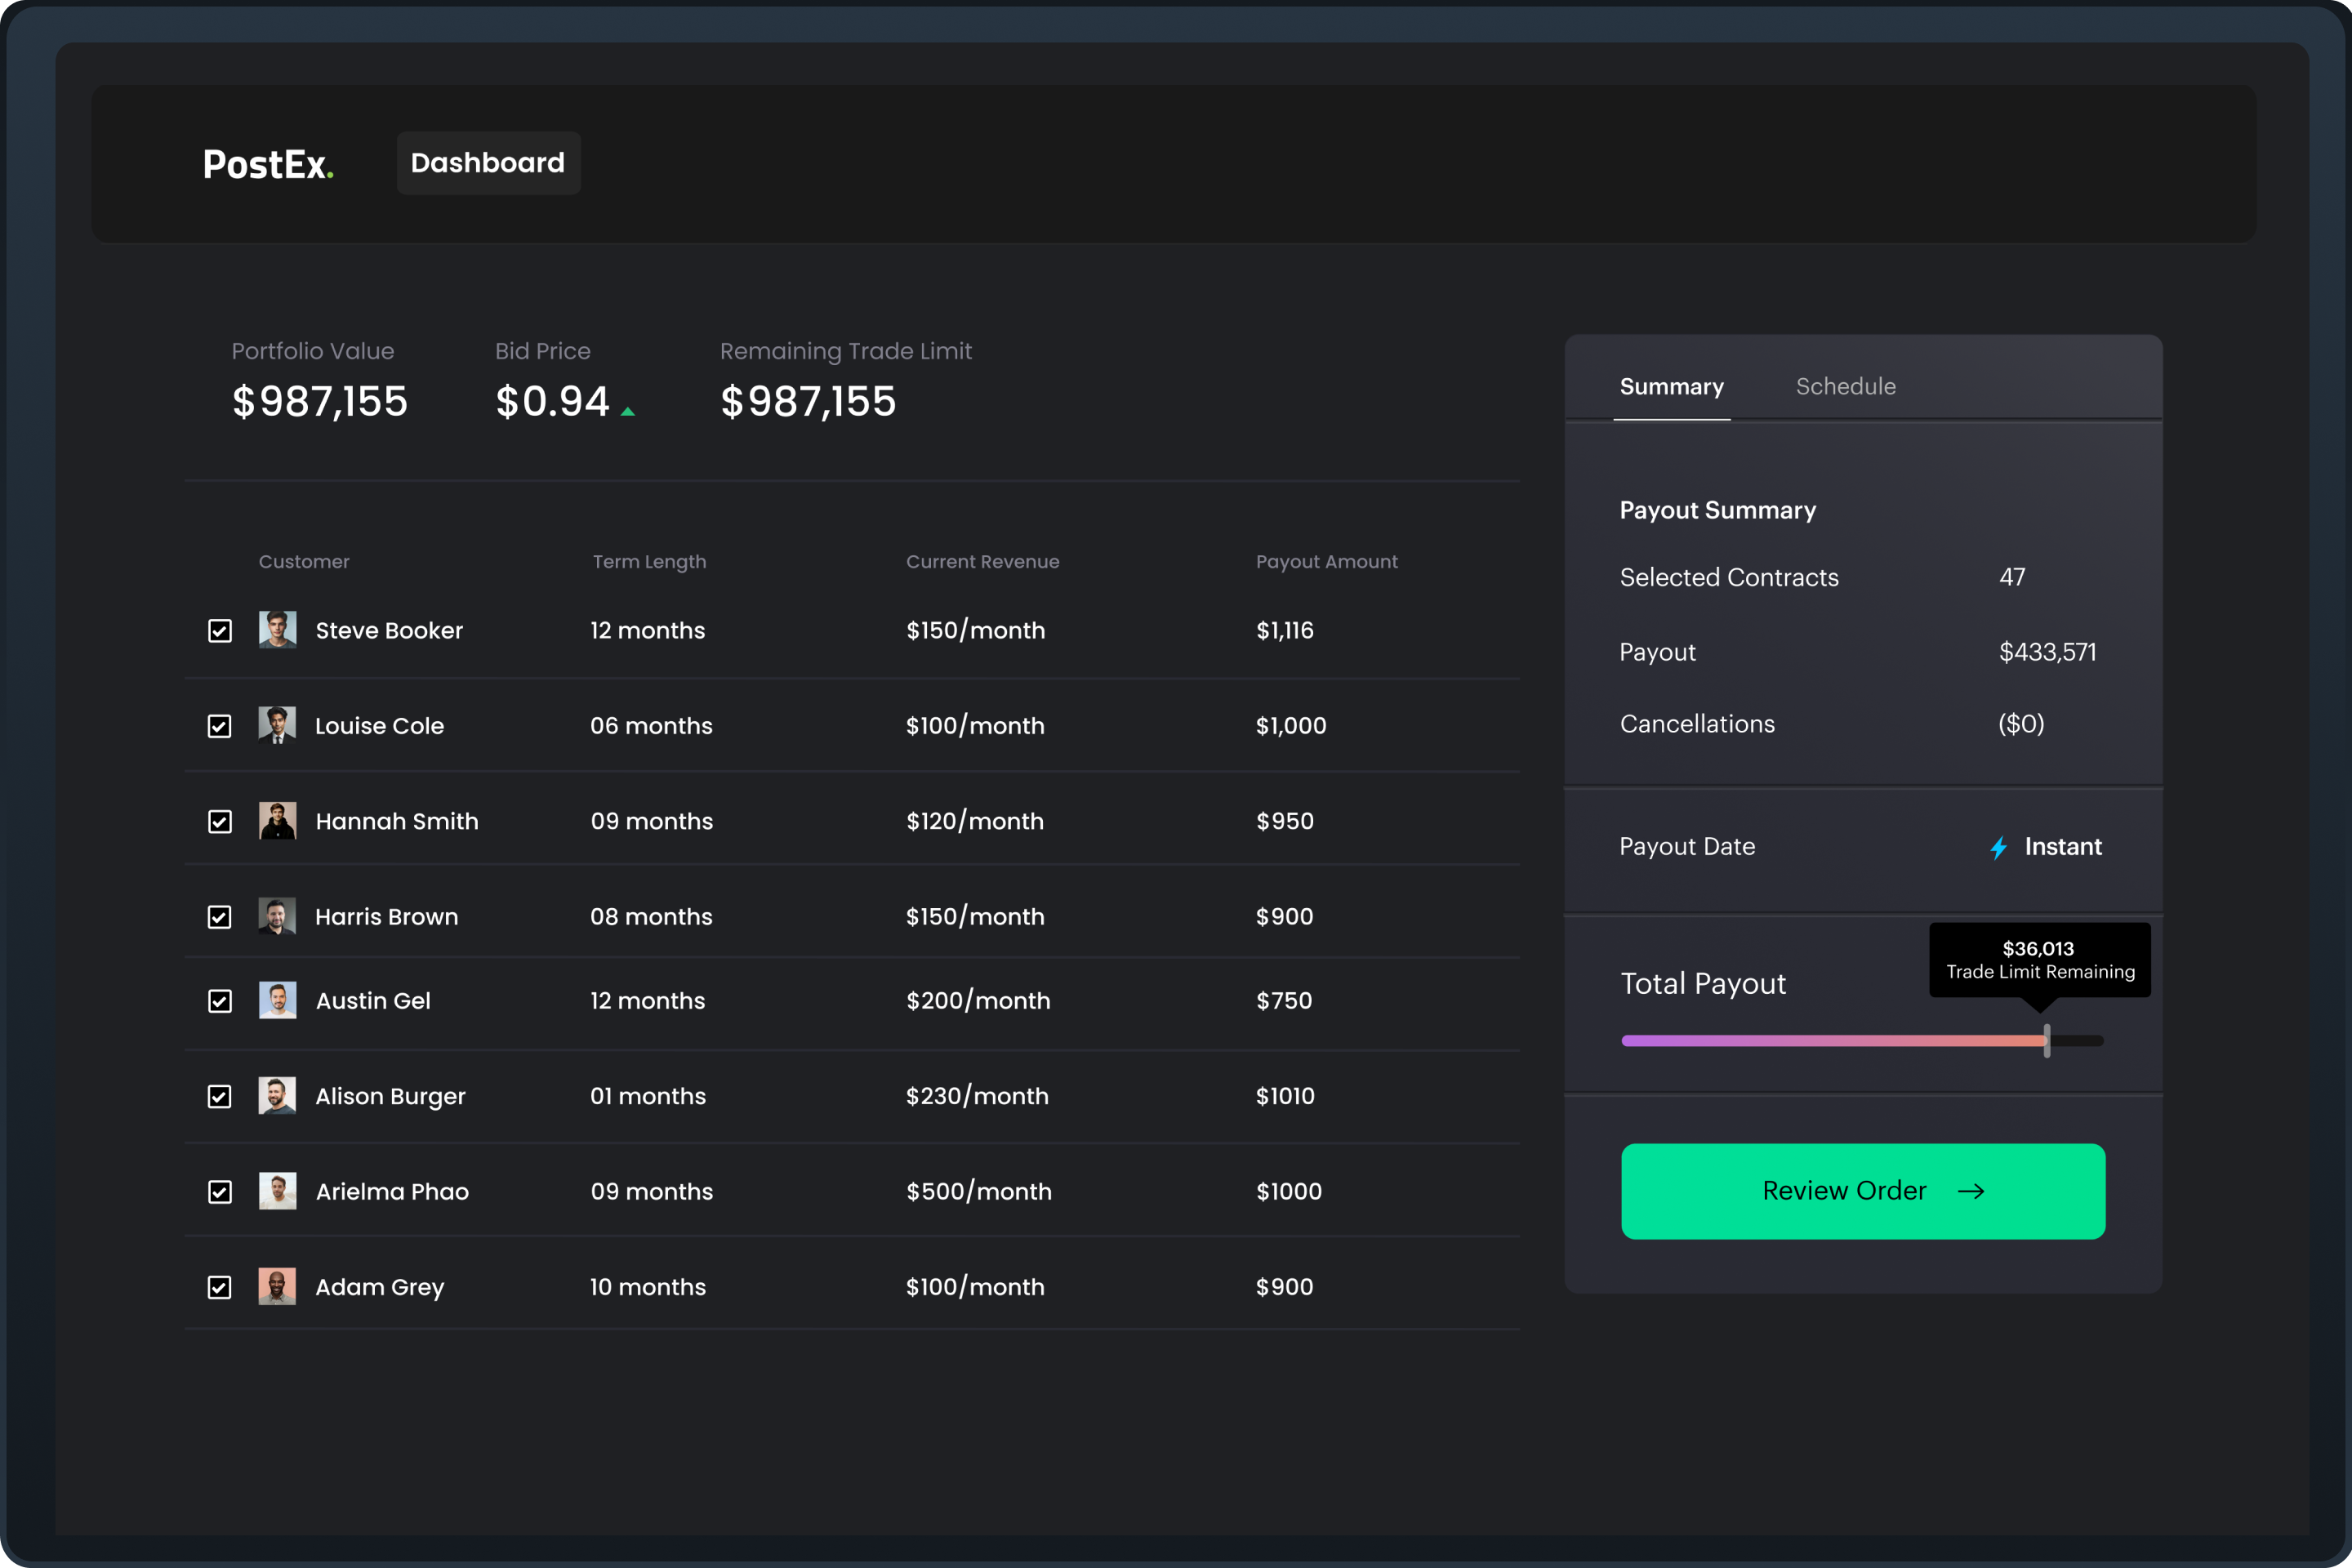 PostEx.
Dashboard
Portfolio Value Bid Price Remaining Trade Limit
$987,155 $0.94 $987,155
Customer Term Length Current Revenue Payout Amount
Steve Booker 12 months $150/month $1,116
Louise Cole 06 months $100/month $1,000
Hannah Smith 09 months $120/month $950
Harris Brown 08 months $150/month $900
Austin Gel 12 months $200/month $750
Alison Burger 01 months $230/month $1010
Arielma Phao 09 months $500/month $1000
Adam Grey 10 months $100/month $900
Summary Schedule
Payout Summary
Selected Contracts 47
Payout $433,571
Cancellations ($0)
Payout Date Instant
$36,013
Trade Limit Remaining
Total Payout
Review Order →